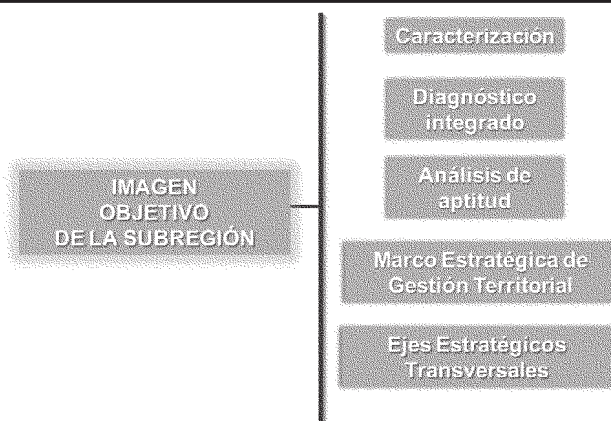 Caracterización
Diagnóstico
integrado
Análisis de
aptitud
IMAGEN
OBJETIVO
DE LA SUBREGIÓN
Marco Estratégica de
Gestión Territorial
Ejes Estratégicos
Transversales